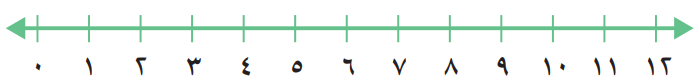 ٠ ١ ٢ ٣ ٤ ٥ ٦ ٧ ٨ ٩ ١٠ ١١ ١٢